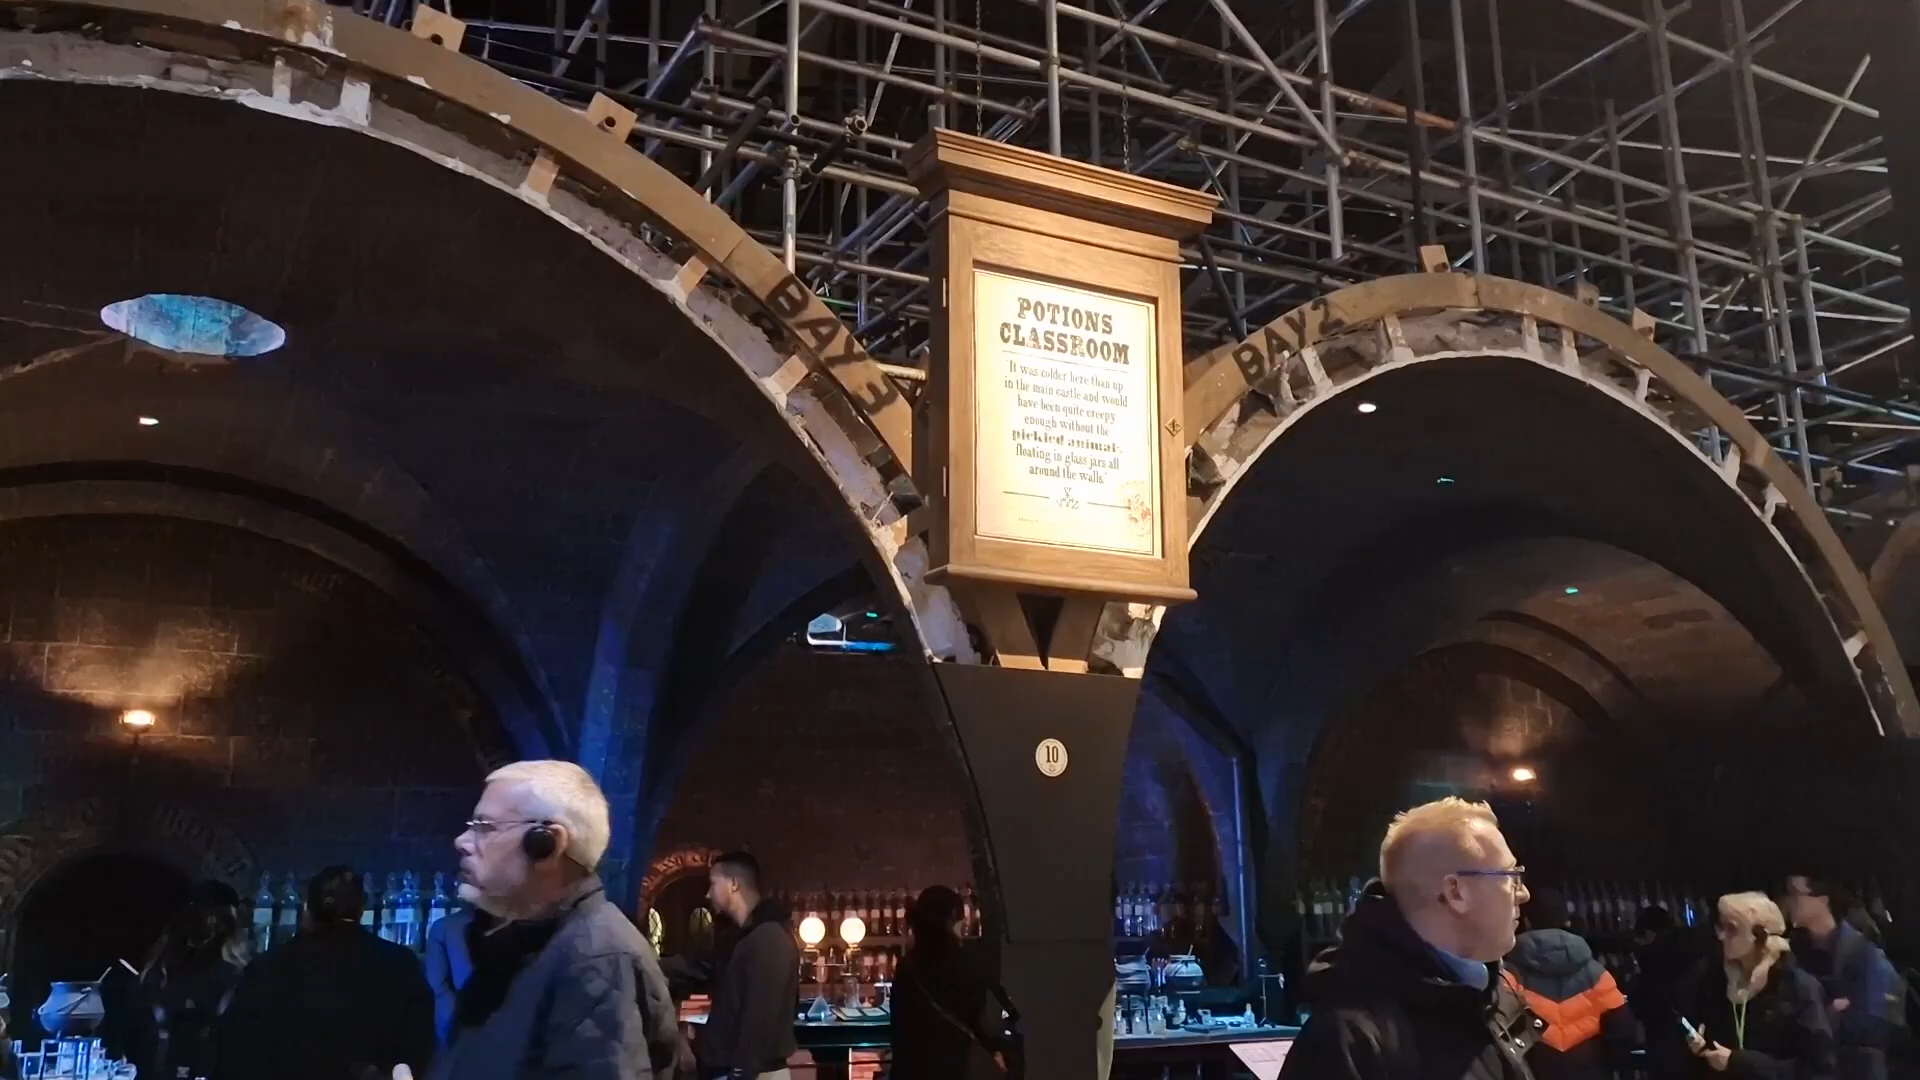 BAY 3
POTIONS
CLASSROOM
'It was colder here than up
in the main castle and would
have been quite creepy
enough without the
pickled animals
floating in glass jars all
around the walls.'
BAY 2
10